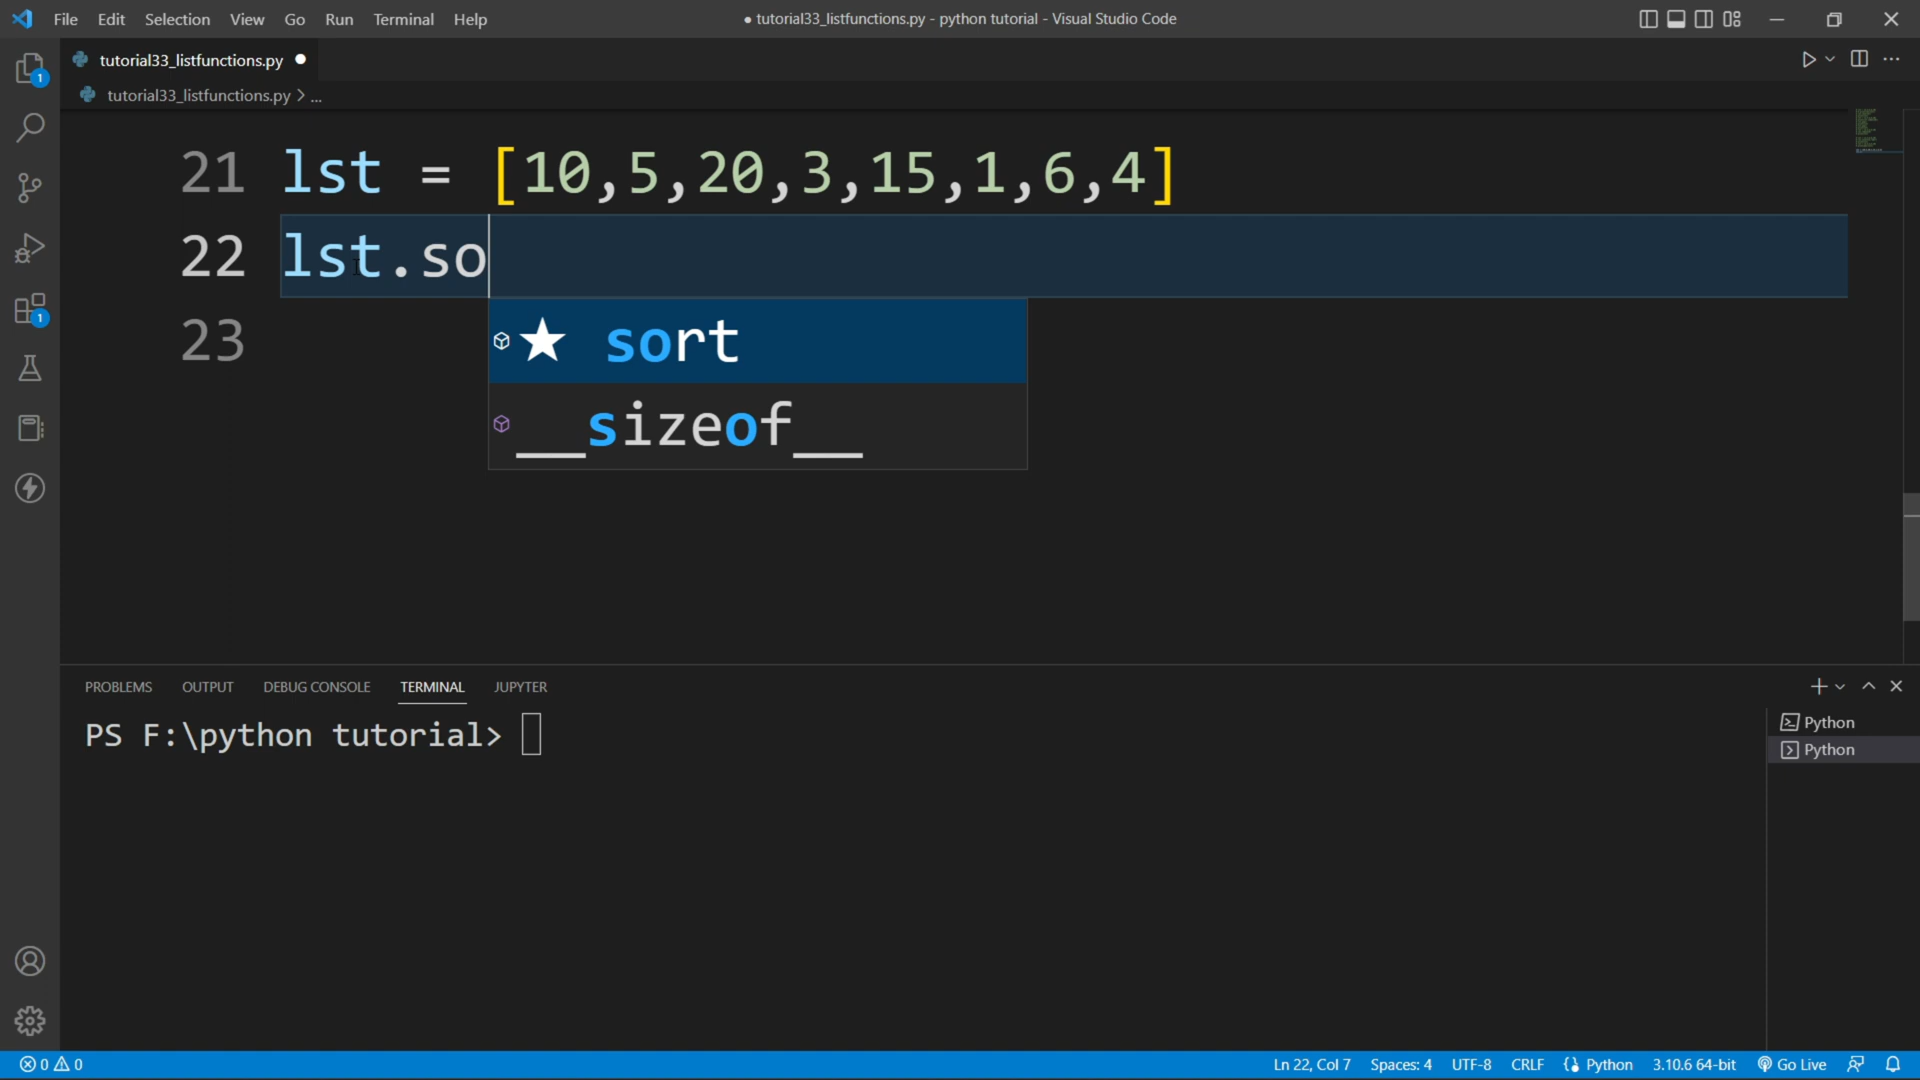 File Edit Selection View Go Run Terminal Help
● tutorial33_listfunctions.py - python tutorial - Visual Studio Code
tutorial33_listfunctions.py ●
tutorial33_listfunctions.py > ...
1
1
21 lst = [10,5,20,3,15,1,6,4]
22 lst.so
★ sort
23
__sizeof__
PROBLEMS OUTPUT DEBUG CONSOLE TERMINAL JUPYTER
PS F:\python tutorial>
Python
Python
0 0
Ln 22, Col 7 Spaces: 4 UTF-8 CRLF Python 3.10.6 64-bit Go Live